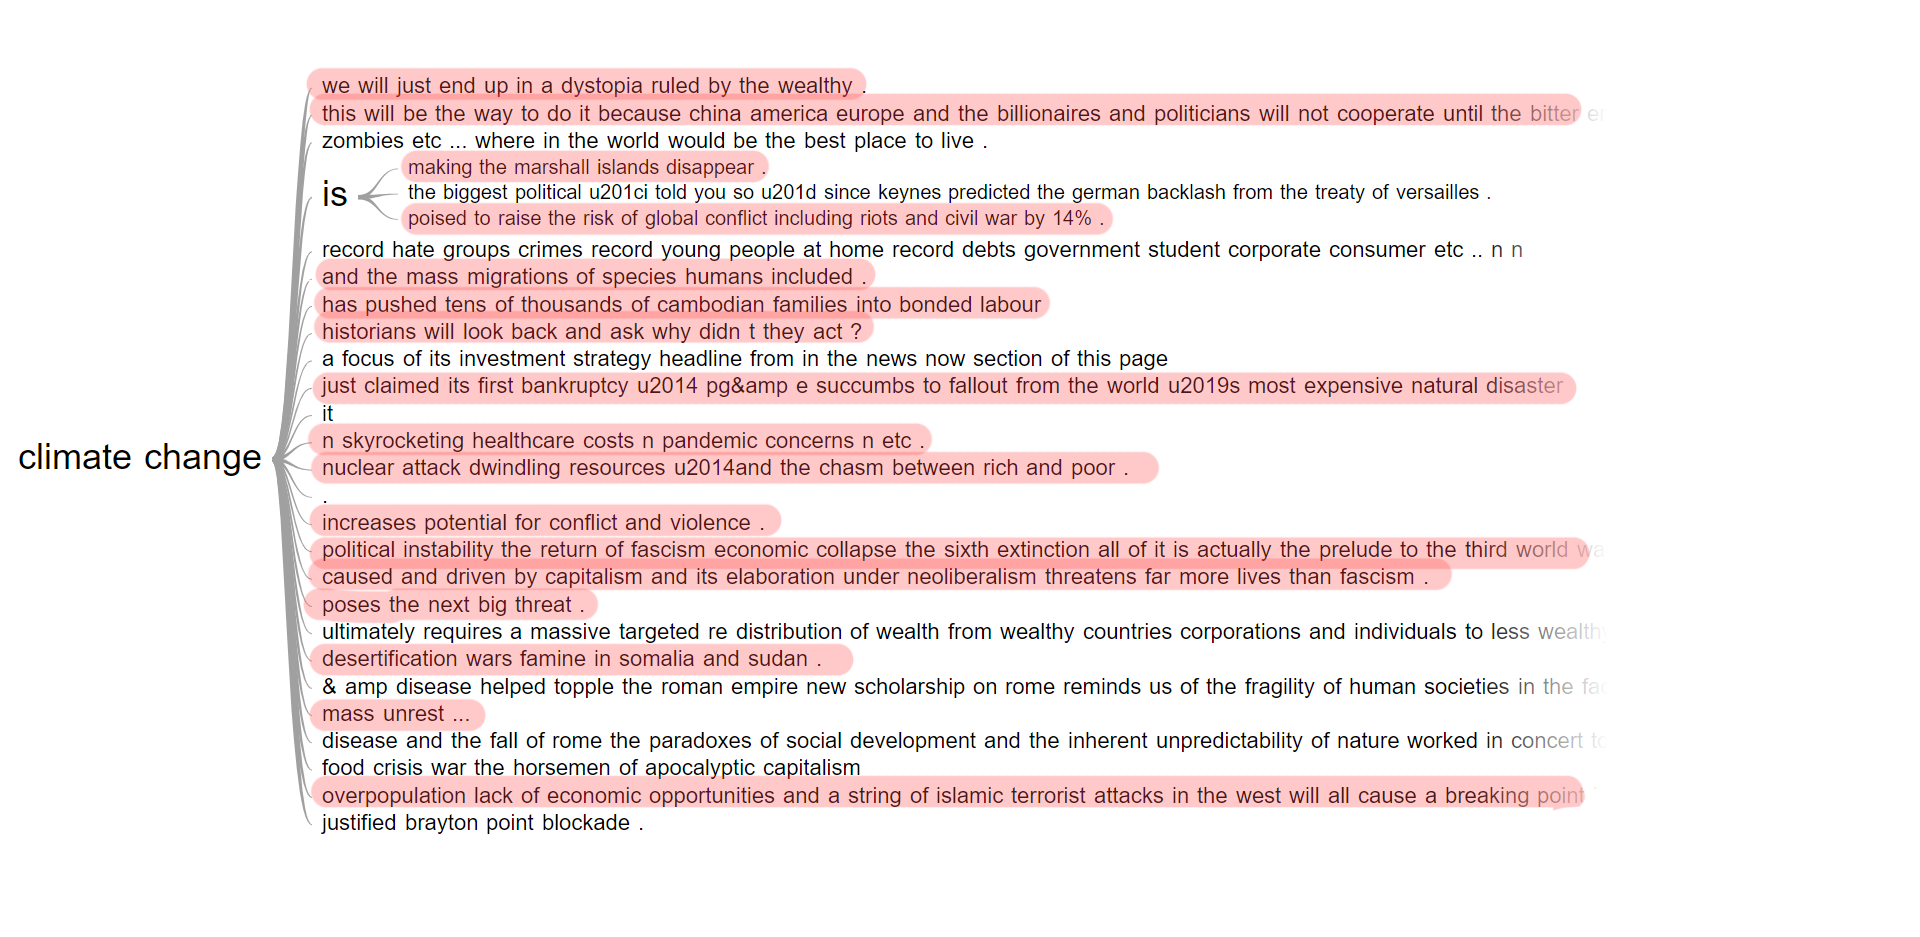 we will just end up in a dystopia ruled by the wealthy .
this will be the way to do it because china america europe and the billionaires and politicians will not cooperate until the bitter
zombies etc ... where in the world would be the best place to live .
making the marshall islands disappear .
is
the biggest political u201ci told you so u201d since keynes predicted the german backlash from the treaty of versailles .
poised to raise the risk of global conflict including riots and civil war by 14% .
record hate groups crimes record young people at home record debts government student corporate consumer etc .. n n
and the mass migrations of species humans included .
has pushed tens of thousands of cambodian families into bonded labour
historians will look back and ask why didn t they act ?
a focus of its investment strategy headline from in the news now section of this page
just claimed its first bankruptcy u2014 pg&amp e succumbs to fallout from the world u2019s most expensive natural disaster
it
n skyrocketing healthcare costs n pandemic concerns n etc .
climate change
nuclear attack dwindling resources u2014and the chasm between rich and poor .
.
increases potential for conflict and violence .
political instability the return of fascism economic collapse the sixth extinction all of it is actually the prelude to the third world
caused and driven by capitalism and its elaboration under neoliberalism threatens far more lives than fascism .
poses the next big threat .
ultimately requires a massive targeted re distribution of wealth from wealthy countries corporations and individuals to less wealthy
desertification wars famine in somalia and sudan .
& amp disease helped topple the roman empire new scholarship on rome reminds us of the fragility of human societies in the
mass unrest ...
disease and the fall of rome the paradoxes of social development and the inherent unpredictability of nature worked in concert
food crisis war the horsemen of apocalyptic capitalism
overpopulation lack of economic opportunities and a string of islamic terrorist attacks in the west will all cause a breaking point
justified brayton point blockade .